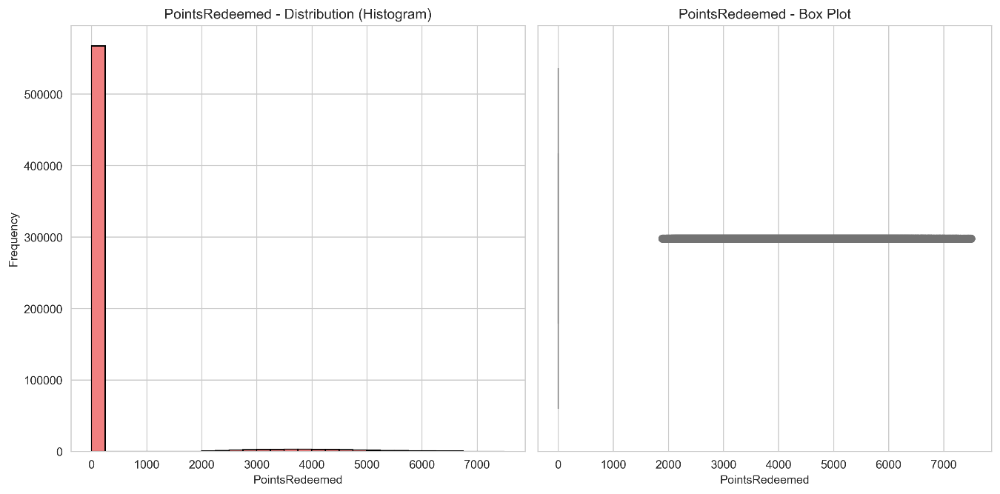 PointsRedeemed - Distribution (Histogram)
500000
400000
300000
200000
100000
0
Frequency
0 1000 2000 3000 4000 5000 6000 7000
PointsRedeemed
PointsRedeemed - Box Plot
0 1000 2000 3000 4000 5000 6000 7000
PointsRedeemed